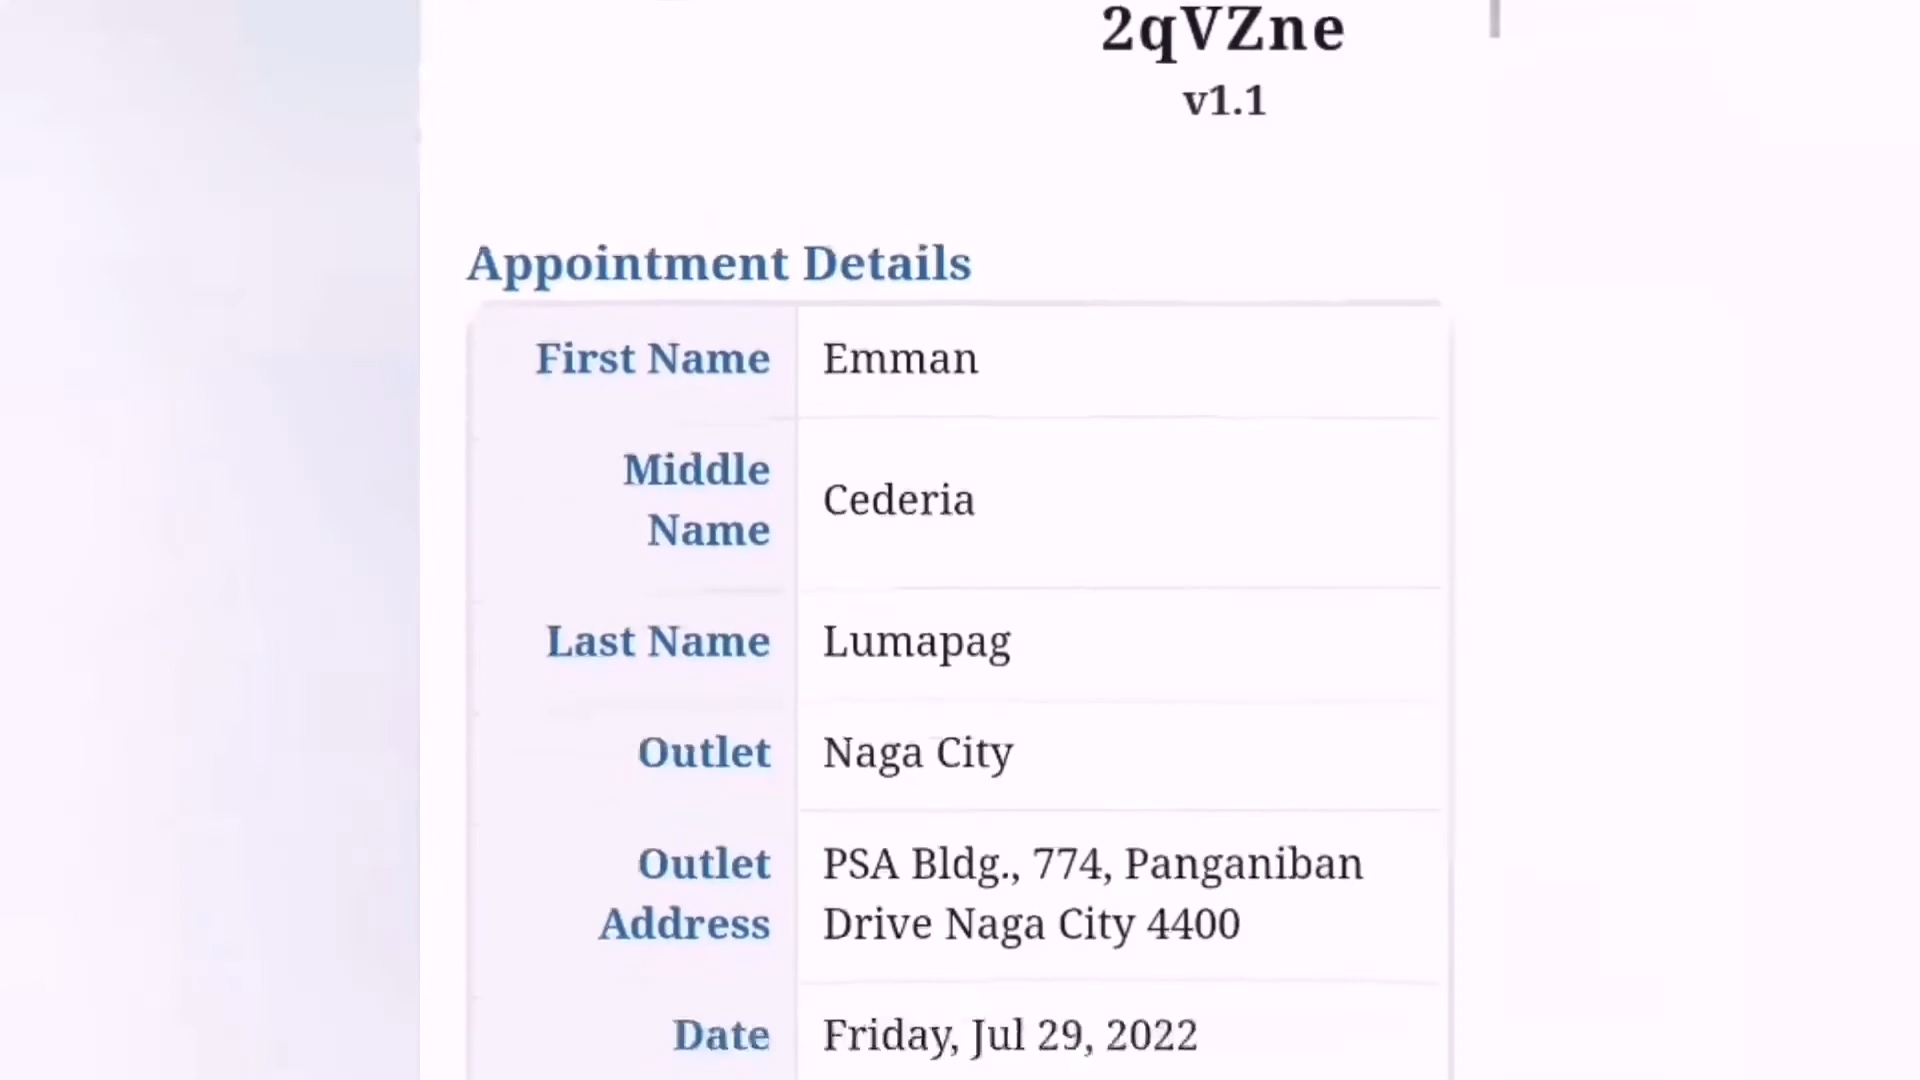 2qVZne
v1.1
Appointment Details
First Name Emman
Middle Name Cederia
Last Name Lumapag
Outlet Naga City
Outlet Address PSA Bldg., 774, Panganiban
Drive Naga City 4400
Date Friday, Jul 29, 2022